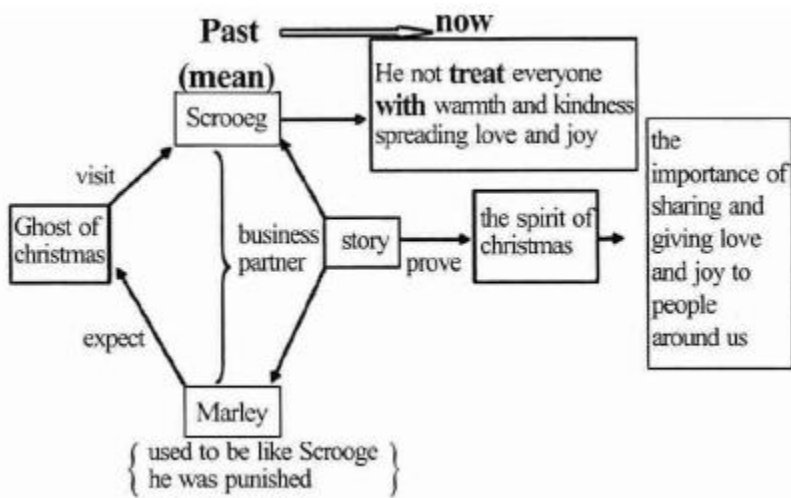 Past
now
(mean)
He not treat everyone
with warmth and kindness
spreading love and joy
Scrooeg
the
importance of
sharing and
giving love
and joy to
people
around us
visit
Ghost of
christmas
business
partner
story
prove
the spirit of
christmas
expect
Marley
used to be like Scrooge
he was punished